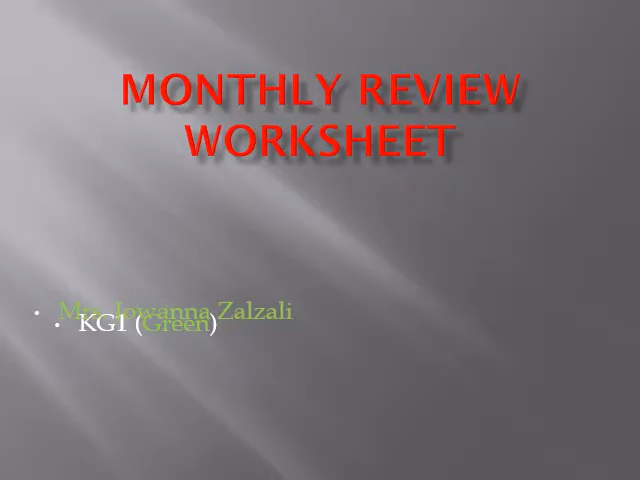 MONTHLY REVIEW
WORKSHEET
• Mrs. Jowanna Zalzali
• KG1 (Green)